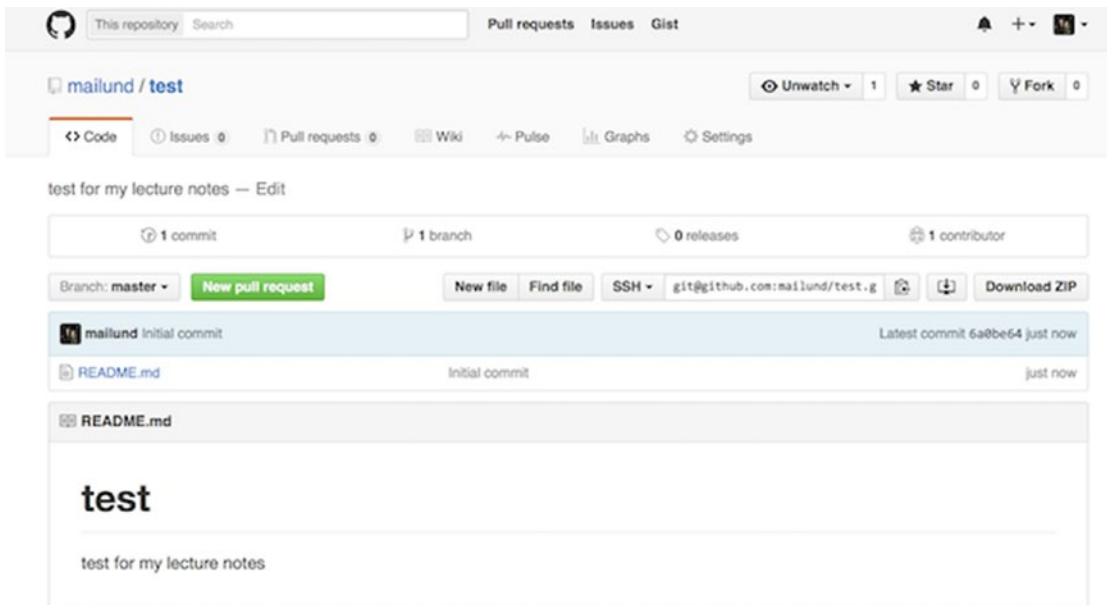 This repository Search Pull requests Issues Gist
mailund / test Unwatch 1 Star 0 Fork 0
Code Issues 0 Pull requests 0 Wiki Pulse Graphs Settings
test for my lecture notes — Edit
1 commit 1 branch 0 releases 1 contributor
Branch: master New pull request New file Find file SSH git@github.com:mailund/test.g Download ZIP
mailund Initial commit Latest commit 6a0be64 just now
README.md Initial commit just now
README.md
test
test for my lecture notes